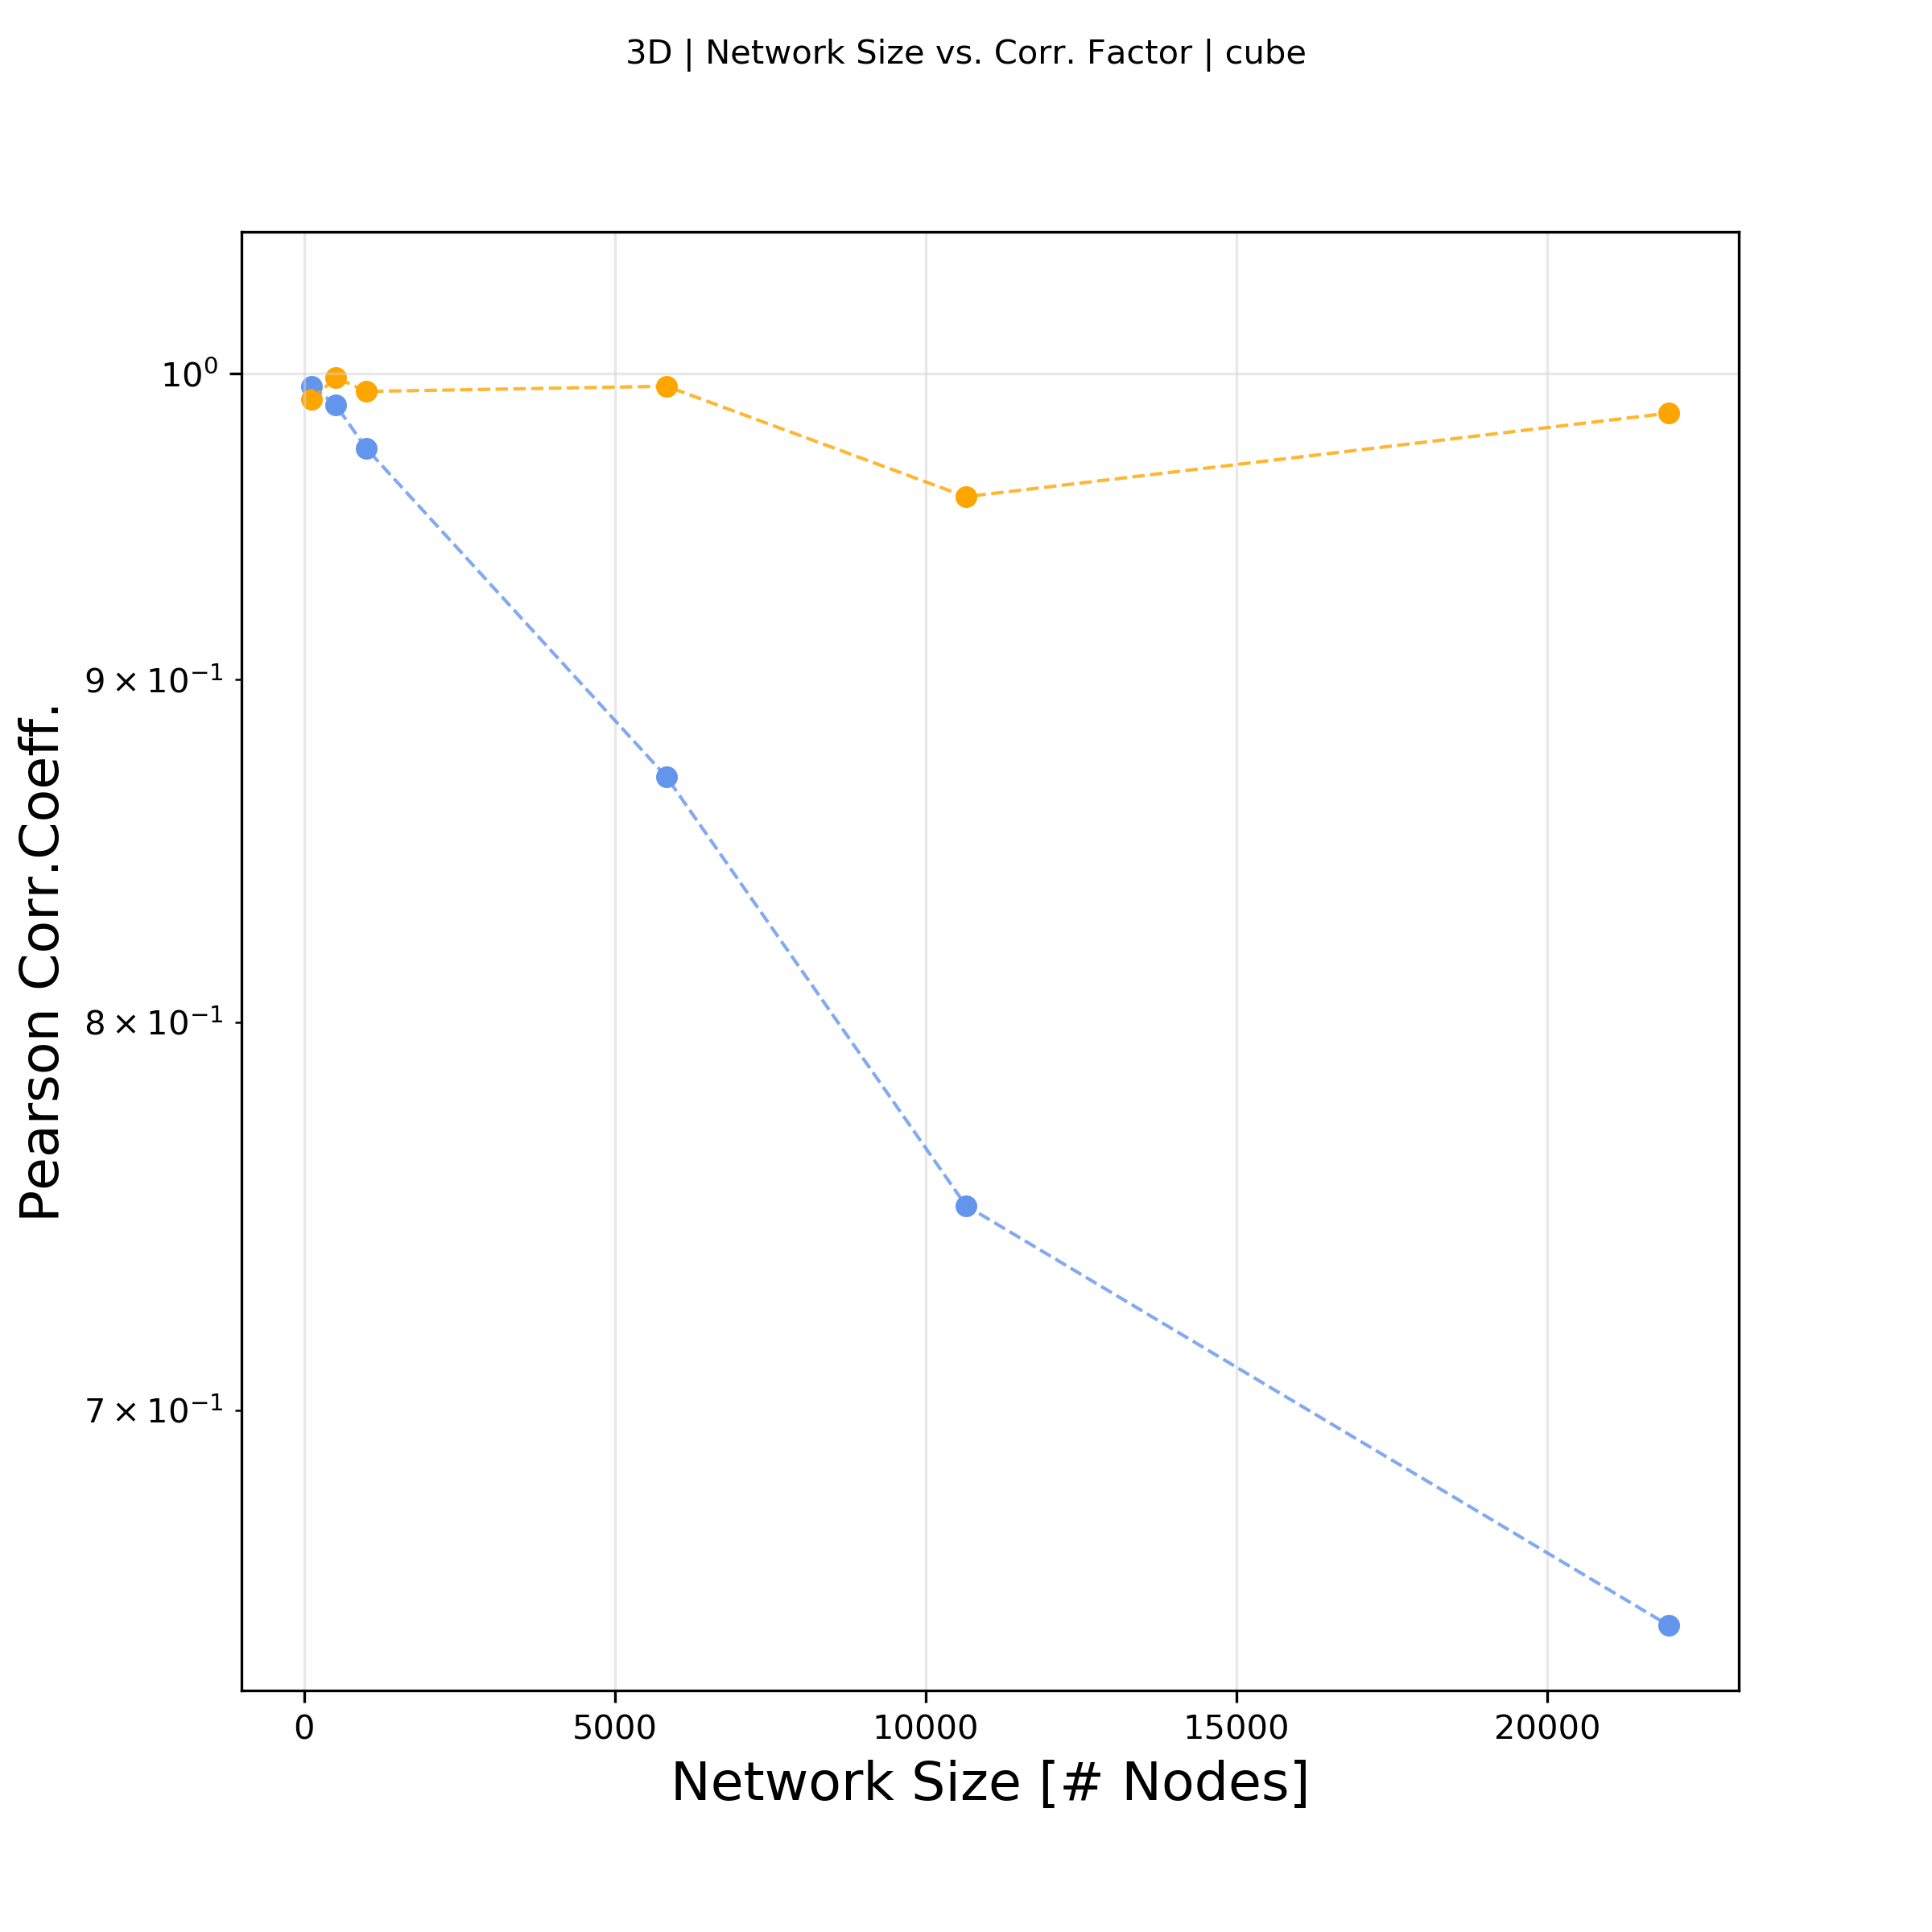 3D | Network Size vs. Corr. Factor | cube
10⁰
9×10⁻¹
8×10⁻¹
7×10⁻¹
Pearson Corr.Coeff.
0 5000 10000 15000 20000
Network Size [# Nodes]